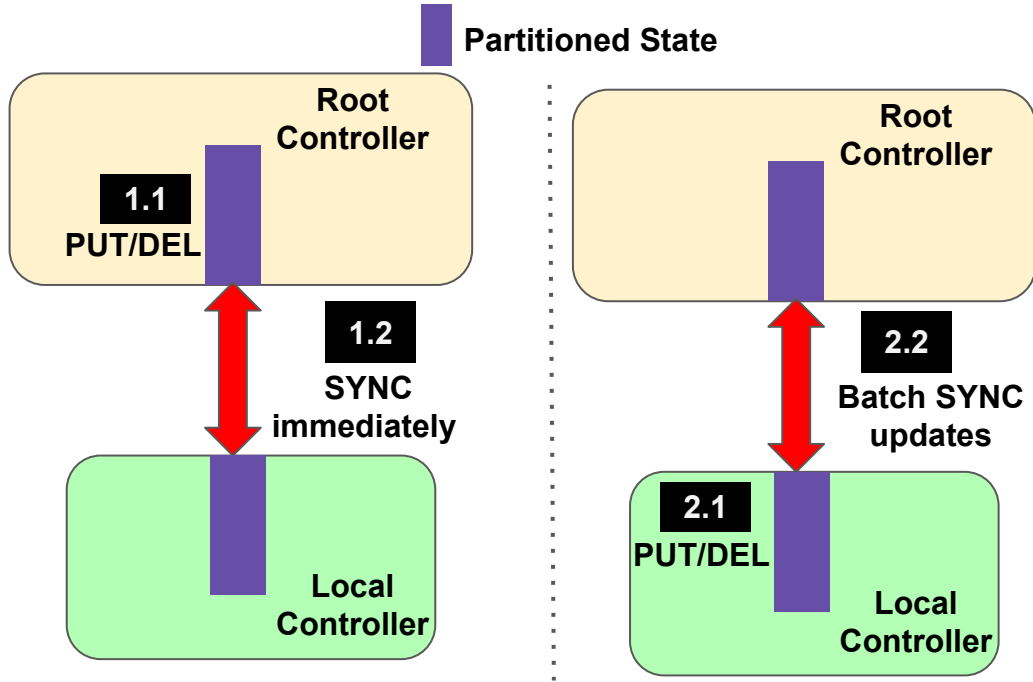 Partitioned State
Root
Controller
1.1
PUT/DEL
1.2
SYNC
immediately
Local
Controller
Root
Controller
2.2
Batch SYNC
updates
2.1
PUT/DEL
Local
Controller